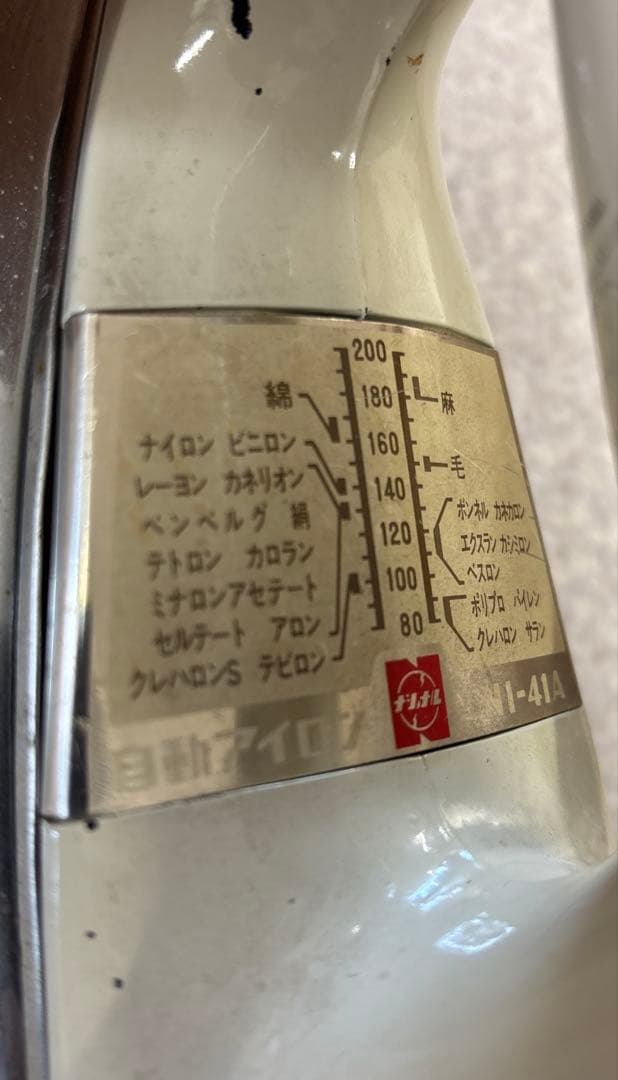 200
180
160
140
120
100
80
綿
ナイロン ビニロン
レーヨン カネリオン
ベンベルグ 絹
テトロン カロラン
ミナロンアセテート
セルテート アロン
クレハロンS テビロン
麻
毛
ボンネル カネカロン
エクスラン カシミロン
ベスロン
ポリプロ パイレン
クレハロン サラン
ナショナル
NI-41A
自動アイロン